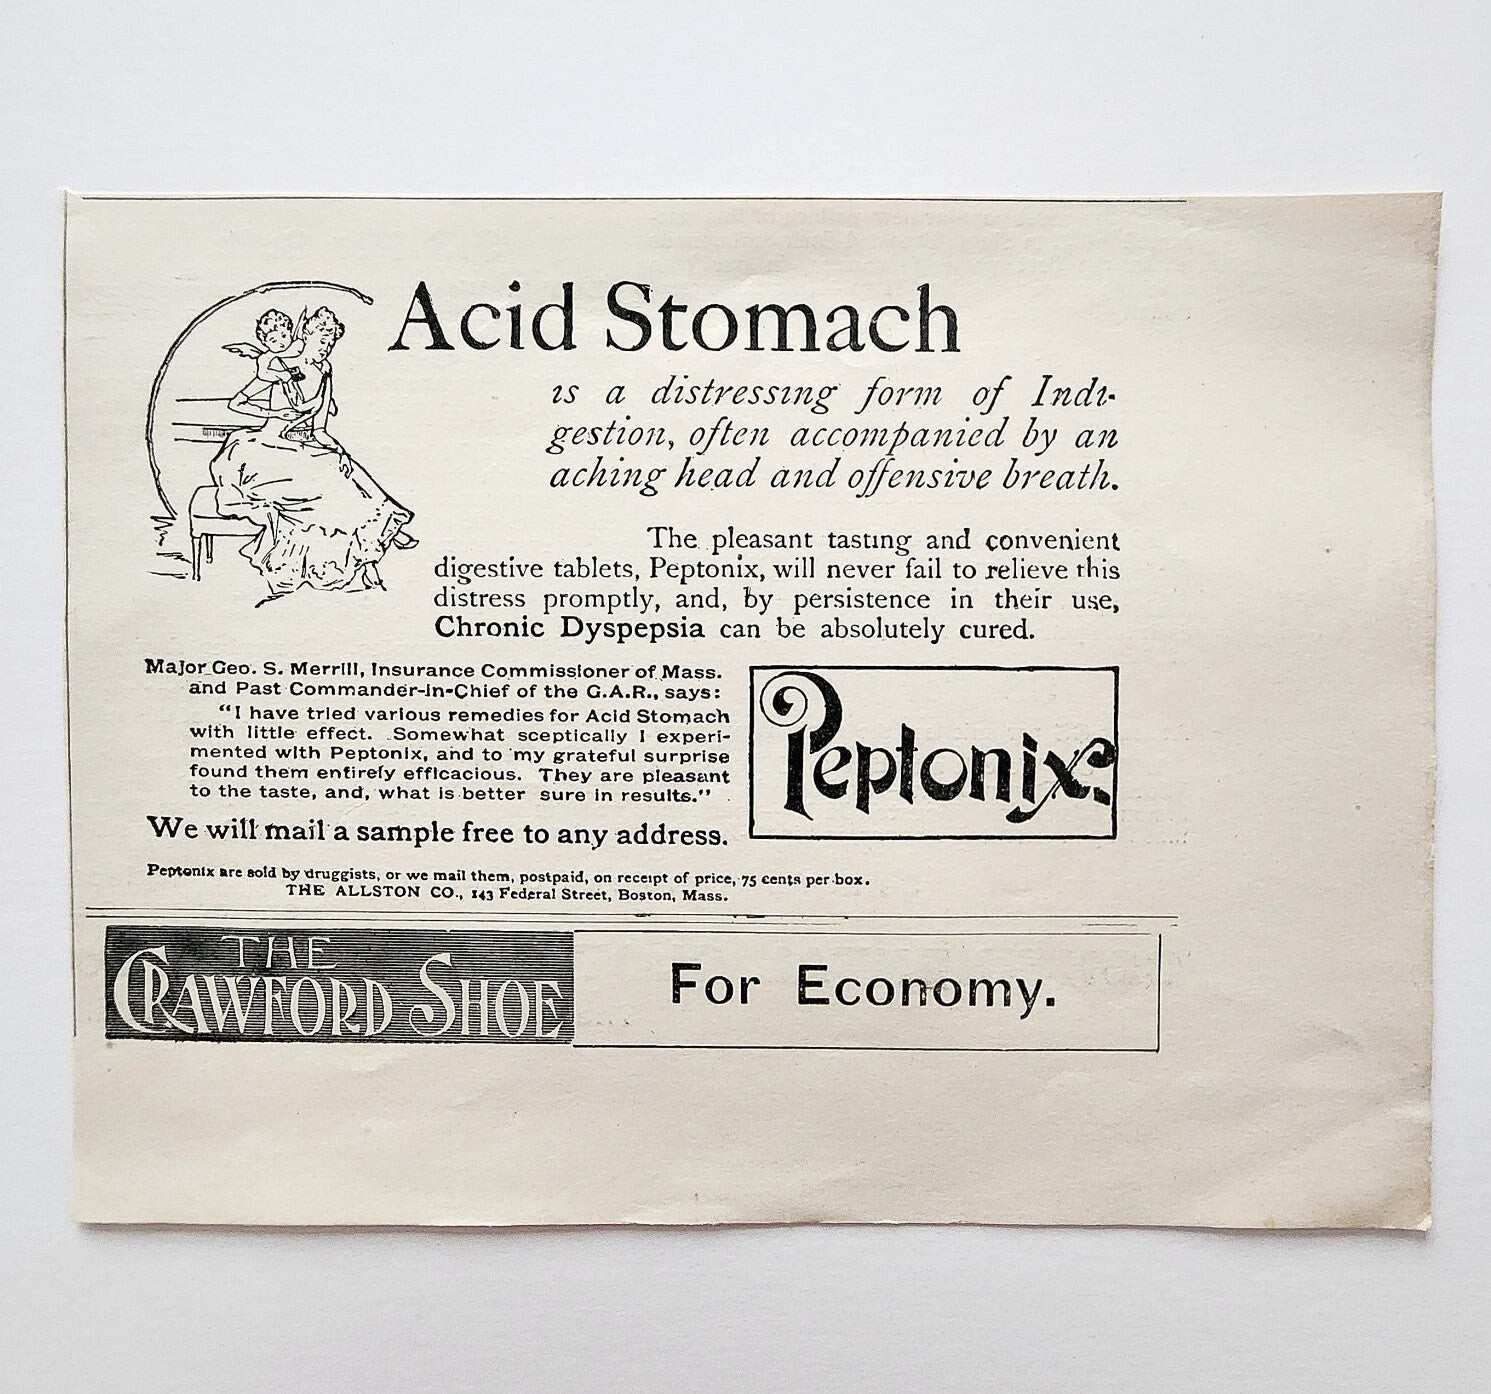 Acid Stomach
is a distressing form of Indi-
gestion, often accompanied by an
aching head and offensive breath.
The pleasant tasting and convenient
digestive tablets, Peptonix, will never fail to relieve this
distress promptly, and, by persistence in their use,
Chronic Dyspepsia can be absolutely cured.
Major Geo. S. Merrill, Insurance Commissioner of Mass.
and Past Commander-in-Chief of the G.A.R., says:
"I have tried various remedies for Acid Stomach
with little effect. Somewhat sceptically I experi-
mented with Peptonix, and to my grateful surprise
found them entirely efficacious. They are pleasant
to the taste, and, what is better sure in results."
Peptonix.
We will mail a sample free to any address.
Peptonix are sold by druggists, or we mail them, postpaid, on receipt of price, 75 cents per box.
THE ALLSTON CO., 143 Federal Street, Boston, Mass.
THE
CRAWFORD SHOE
For Economy.